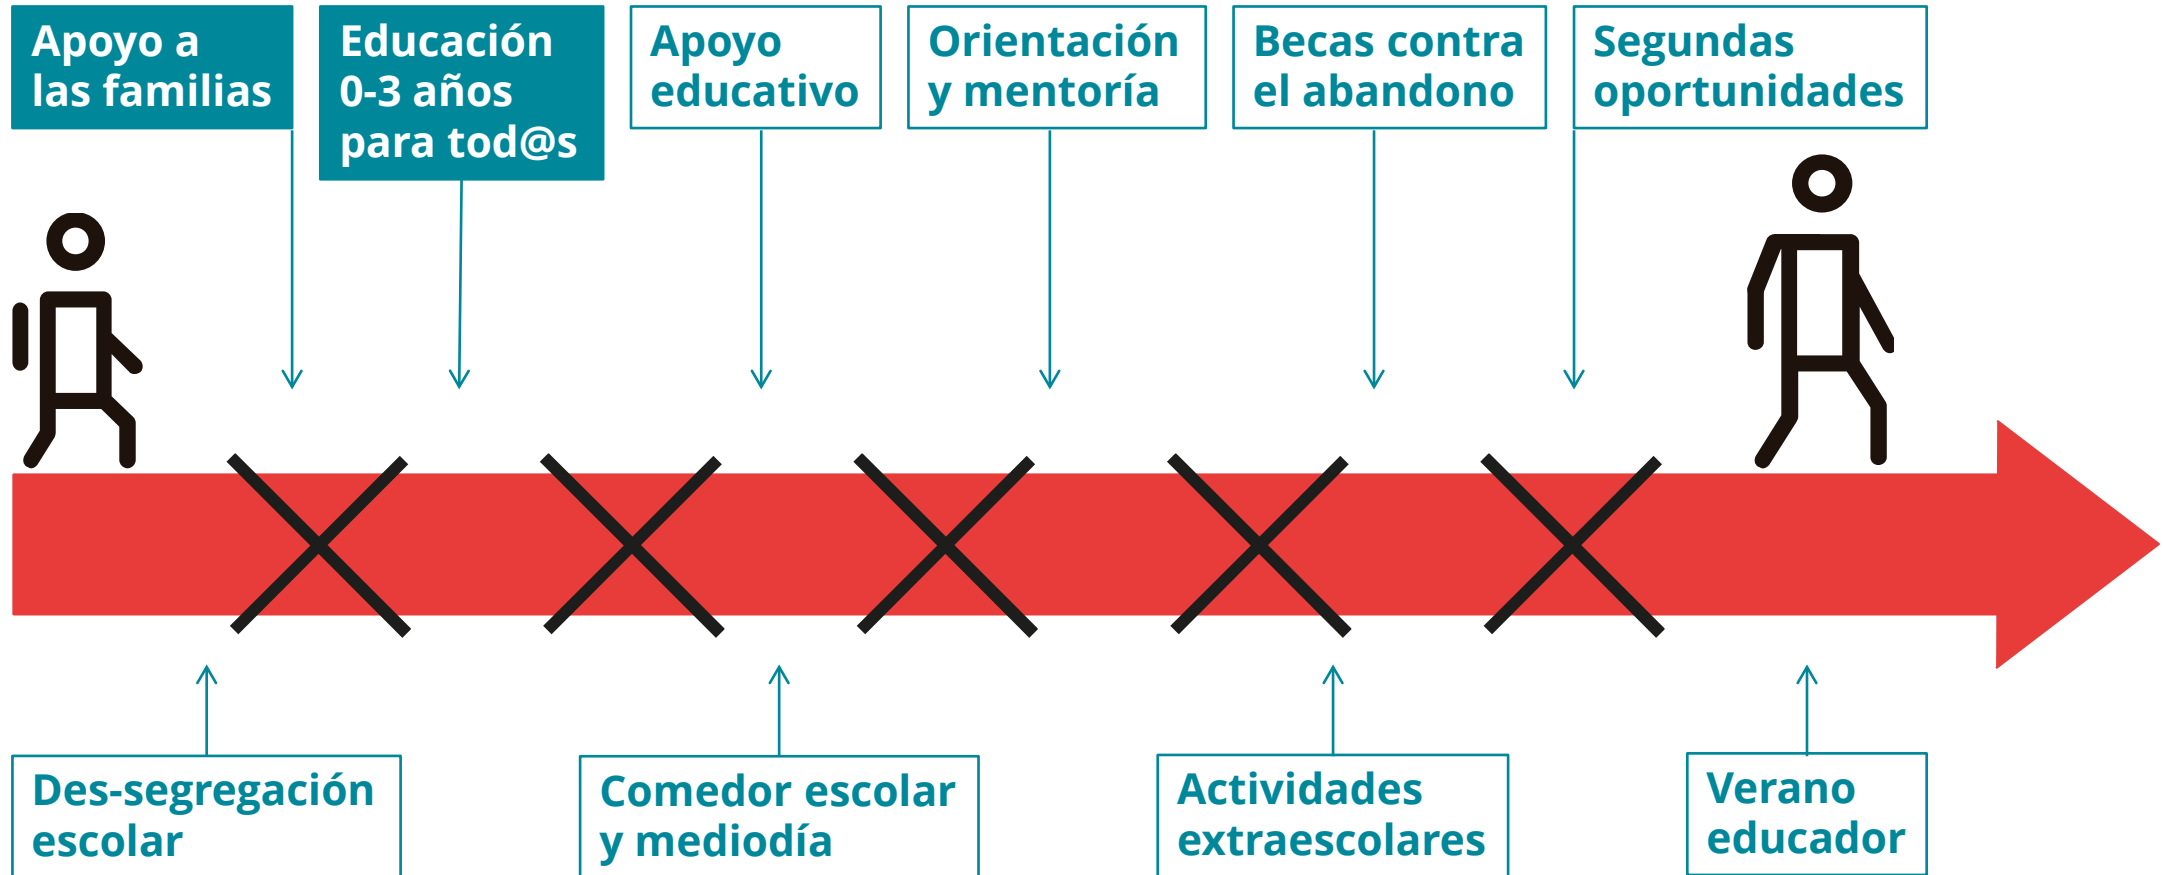 Apoyo a
las familias
Educación
0-3 años
para tod@s
Apoyo
educativo
Orientación
y mentoría
Becas contra
el abandono
Segundas
oportunidades
Des-segregación
escolar
Comedor escolar
y mediodía
Actividades
extraescolares
Verano
educador